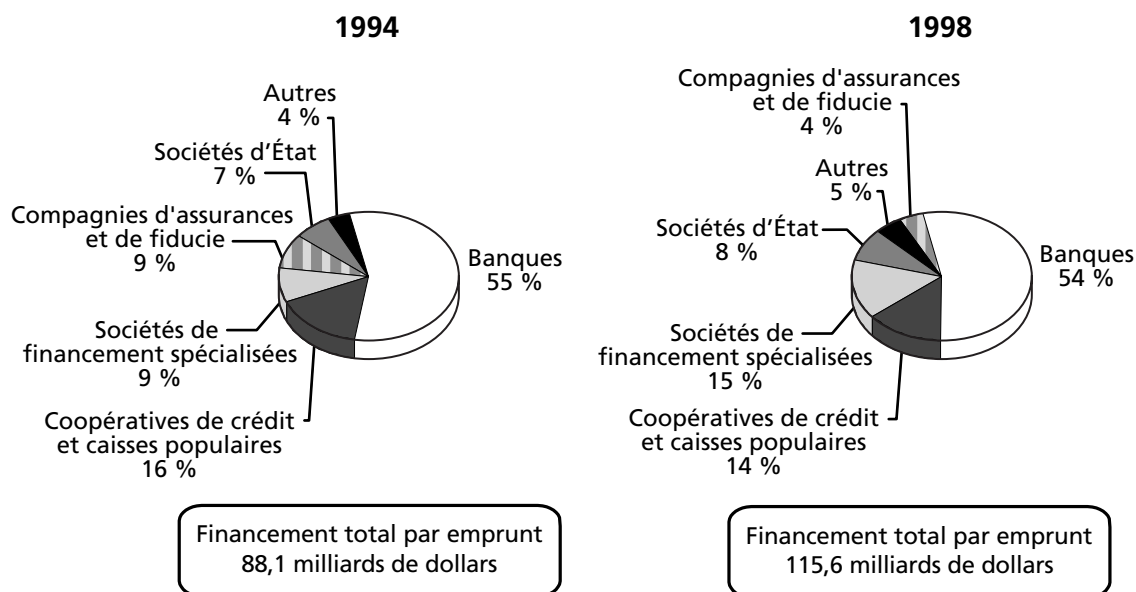 1994
Autres
4 %
Sociétés d’État
7 %
Compagnies d'assurances
et de fiducie
9 %
Sociétés de
financement spécialisées
9 %
Coopératives de crédit
et caisses populaires
16 %
Banques
55 %
Financement total par emprunt
88,1 milliards de dollars
1998
Compagnies d'assurances
et de fiducie
4 %
Autres
5 %
Sociétés d’État
8 %
Sociétés de
financement spécialisées
15 %
Coopératives de crédit
et caisses populaires
14 %
Banques
54 %
Financement total par emprunt
115,6 milliards de dollars